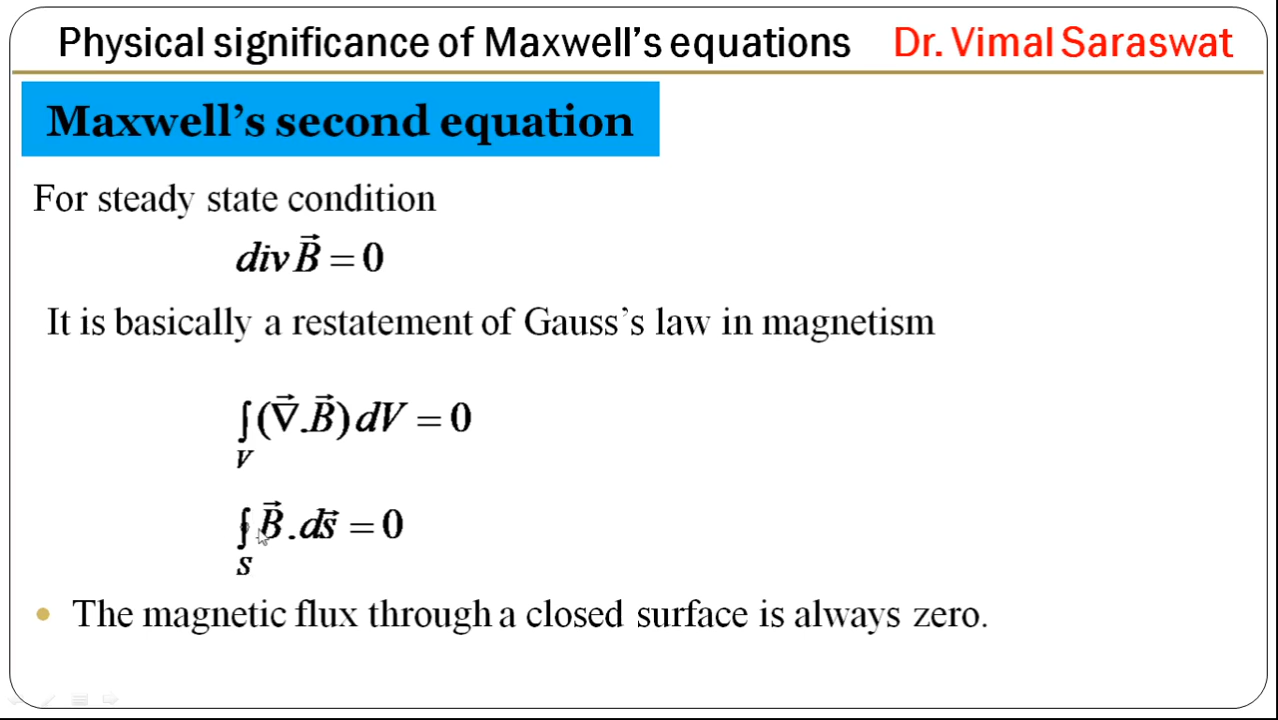 Physical significance of Maxwell's equations Dr. Vimal Saraswat
Maxwell's second equation
For steady state condition
div B⃗ = 0
It is basically a restatement of Gauss's law in magnetism
∫_V (∇⃗.B⃗) dV = 0
∮_S B⃗.ds⃗ = 0
• The magnetic flux through a closed surface is always zero.